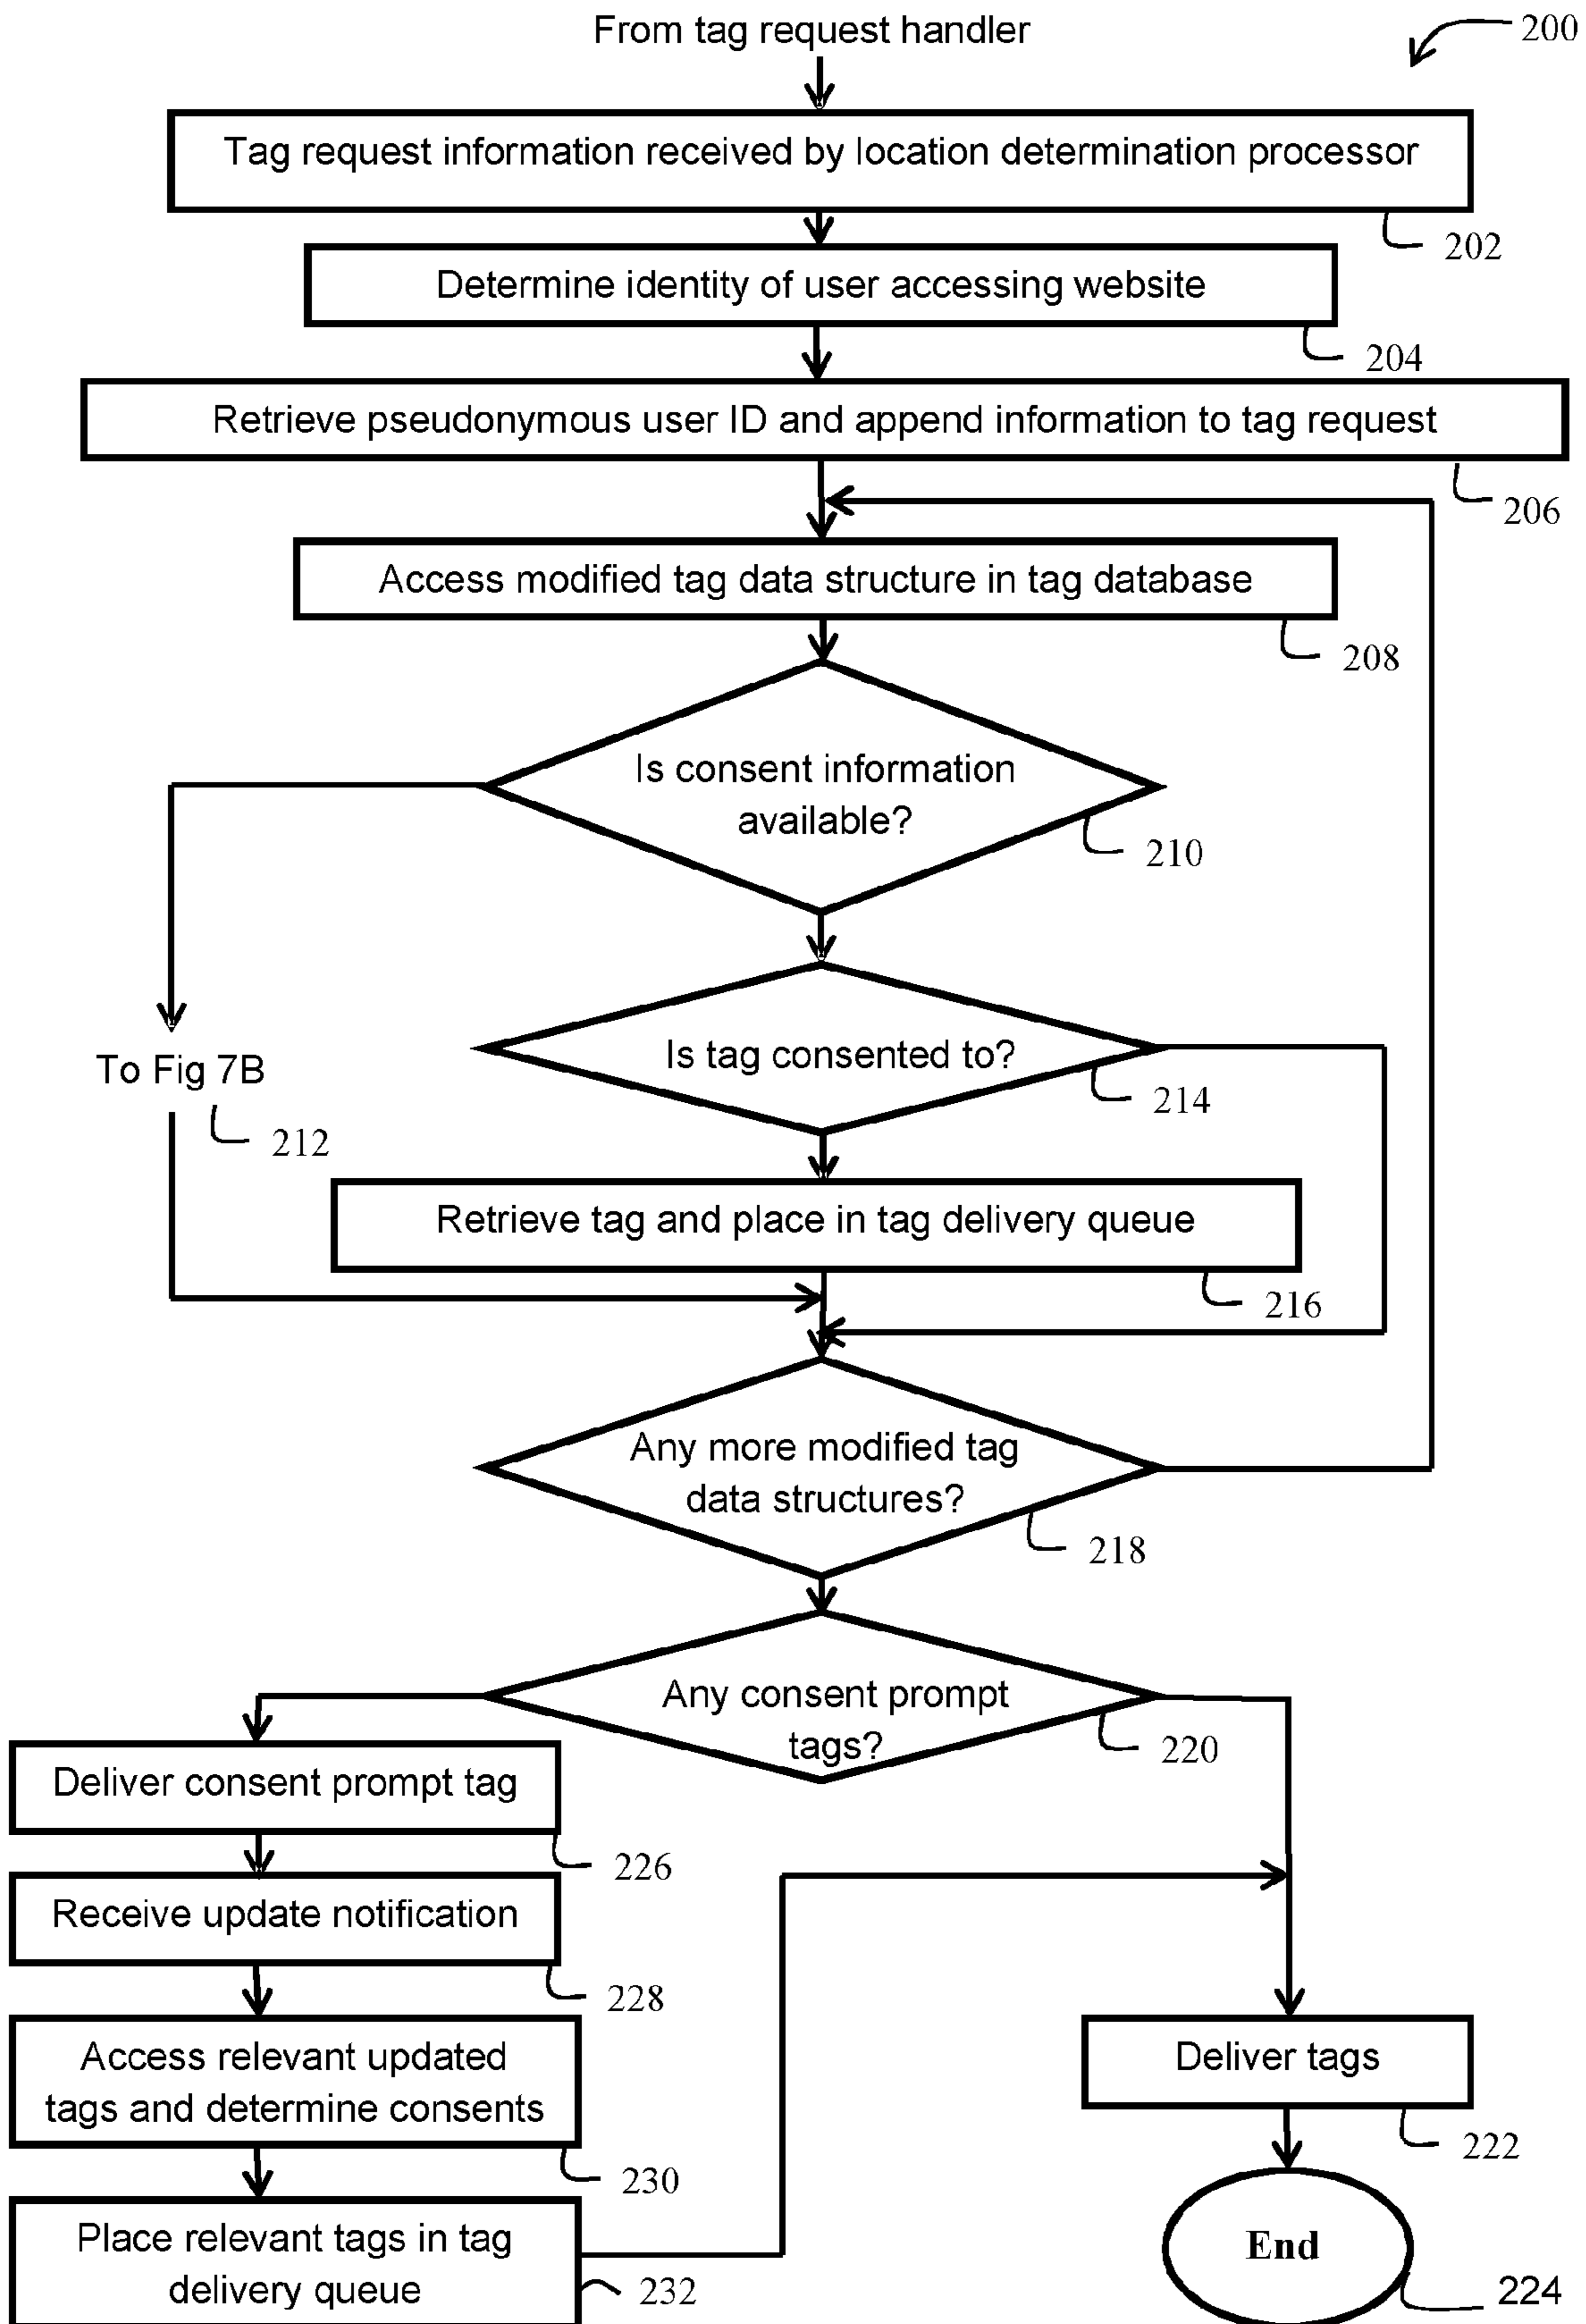 From tag request handler
200
Tag request information received by location determination processor
202
Determine identity of user accessing website
204
Retrieve pseudonymous user ID and append information to tag request
206
Access modified tag data structure in tag database
208
Is consent information
available?
210
Is tag consented to?
214
To Fig 7B
212
Retrieve tag and place in tag delivery queue
216
Any more modified tag
data structures?
218
Any consent prompt
tags?
220
Deliver consent prompt tag
226
Receive update notification
228
Access relevant updated
tags and determine consents
230
Place relevant tags in tag
delivery queue
232
Deliver tags
222
End
224